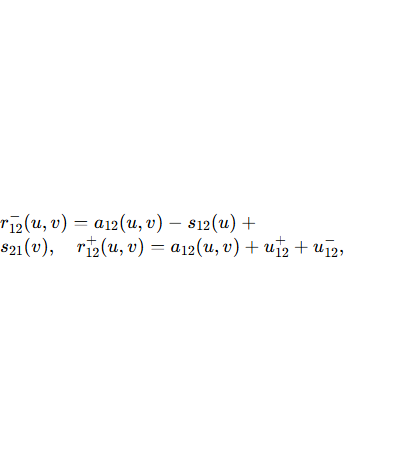 r⁻₁₂(u, v) = a₁₂(u, v) − s₁₂(u) +
s₂₁(v),  r⁺₁₂(u, v) = a₁₂(u, v) + u⁺₁₂ + u⁻₁₂,